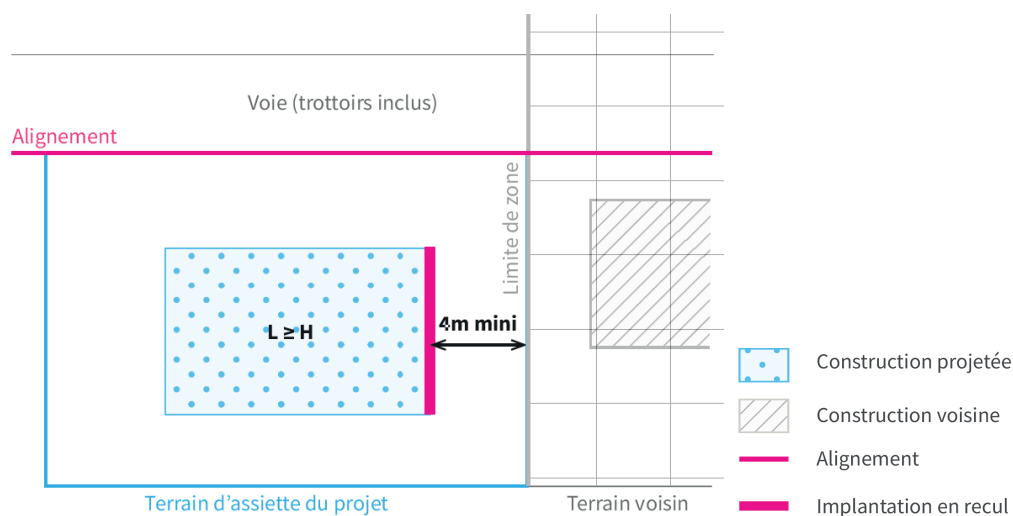 Voie (trottoirs inclus)
Alignement
Limite de zone
4m mini
L ≥ H
Construction projetée
Construction voisine
Alignement
Implantation en recul
Terrain d'assiette du projet
Terrain voisin